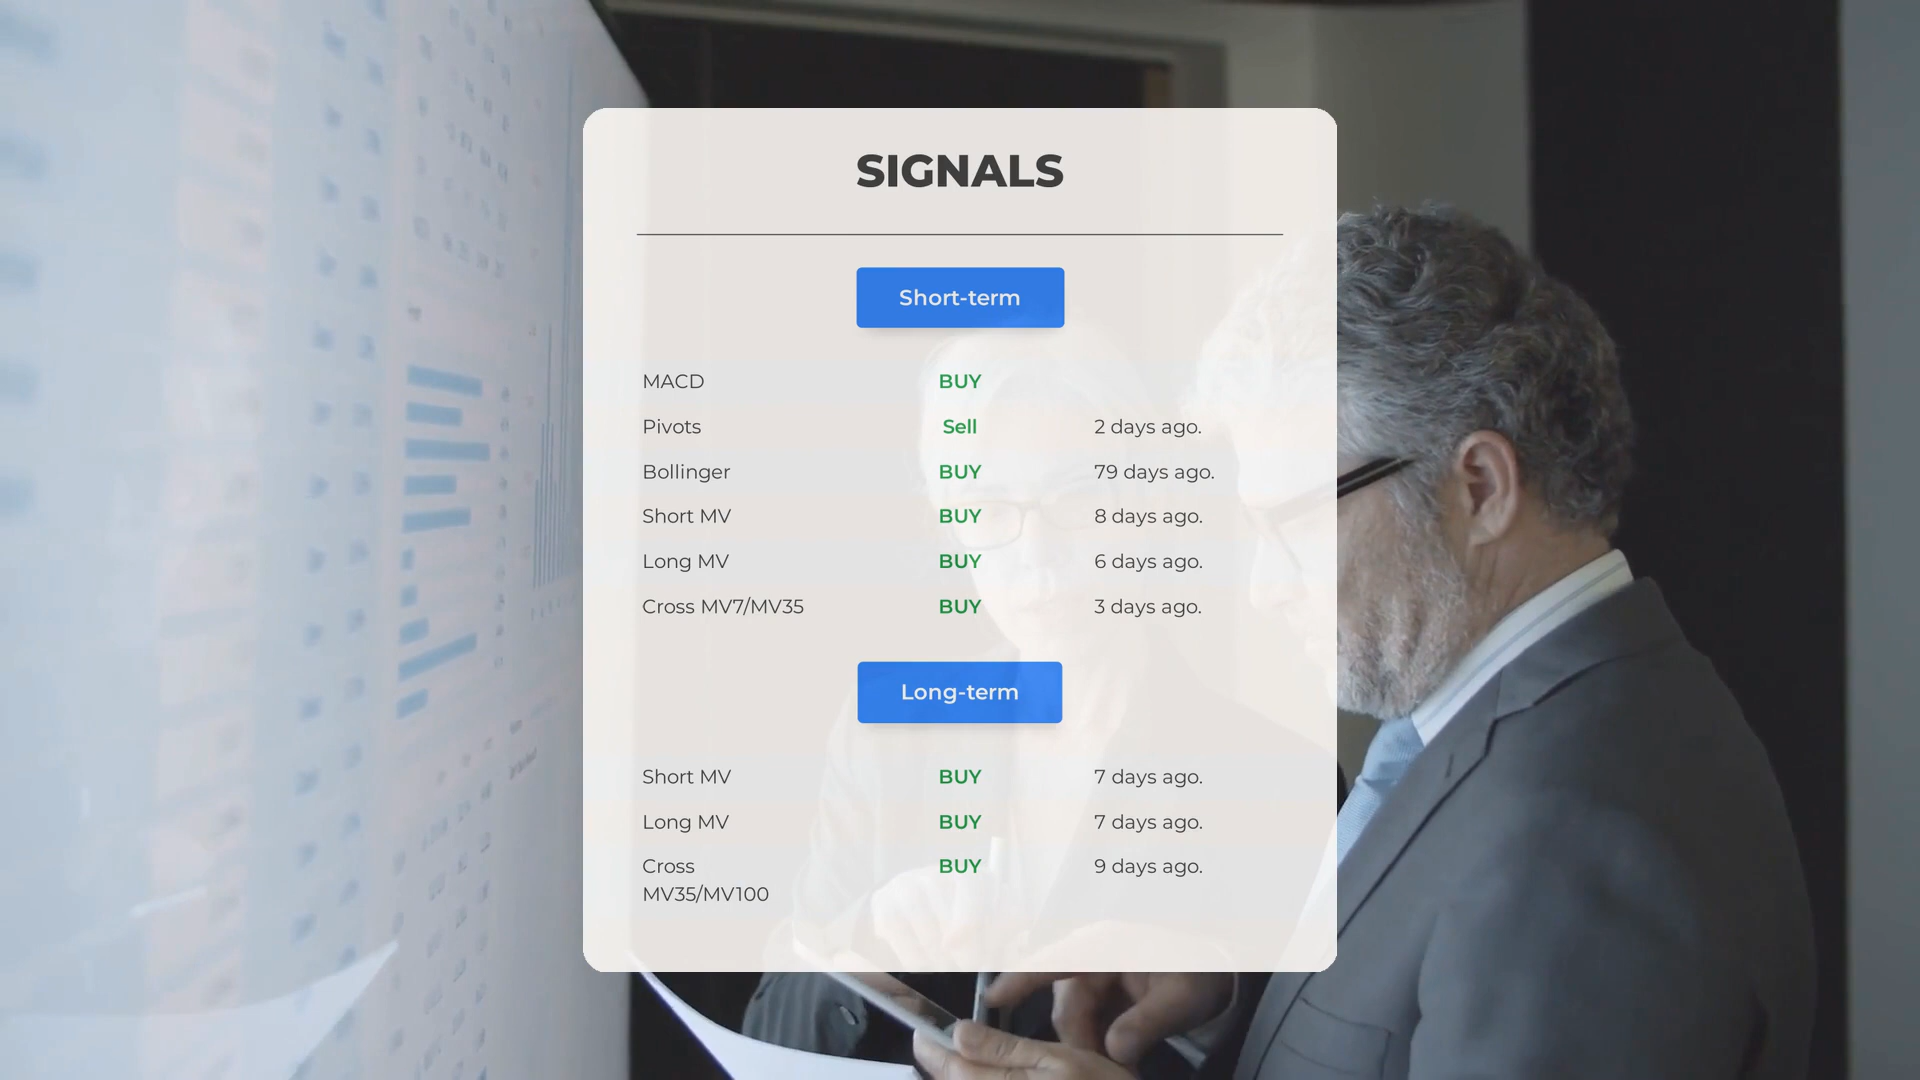 SIGNALS
Short-term
MACD BUY
Pivots Sell 2 days ago.
Bollinger BUY 79 days ago.
Short MV BUY 8 days ago.
Long MV BUY 6 days ago.
Cross MV7/MV35 BUY 3 days ago.
Long-term
Short MV BUY 7 days ago.
Long MV BUY 7 days ago.
Cross BUY 9 days ago.
MV35/MV100